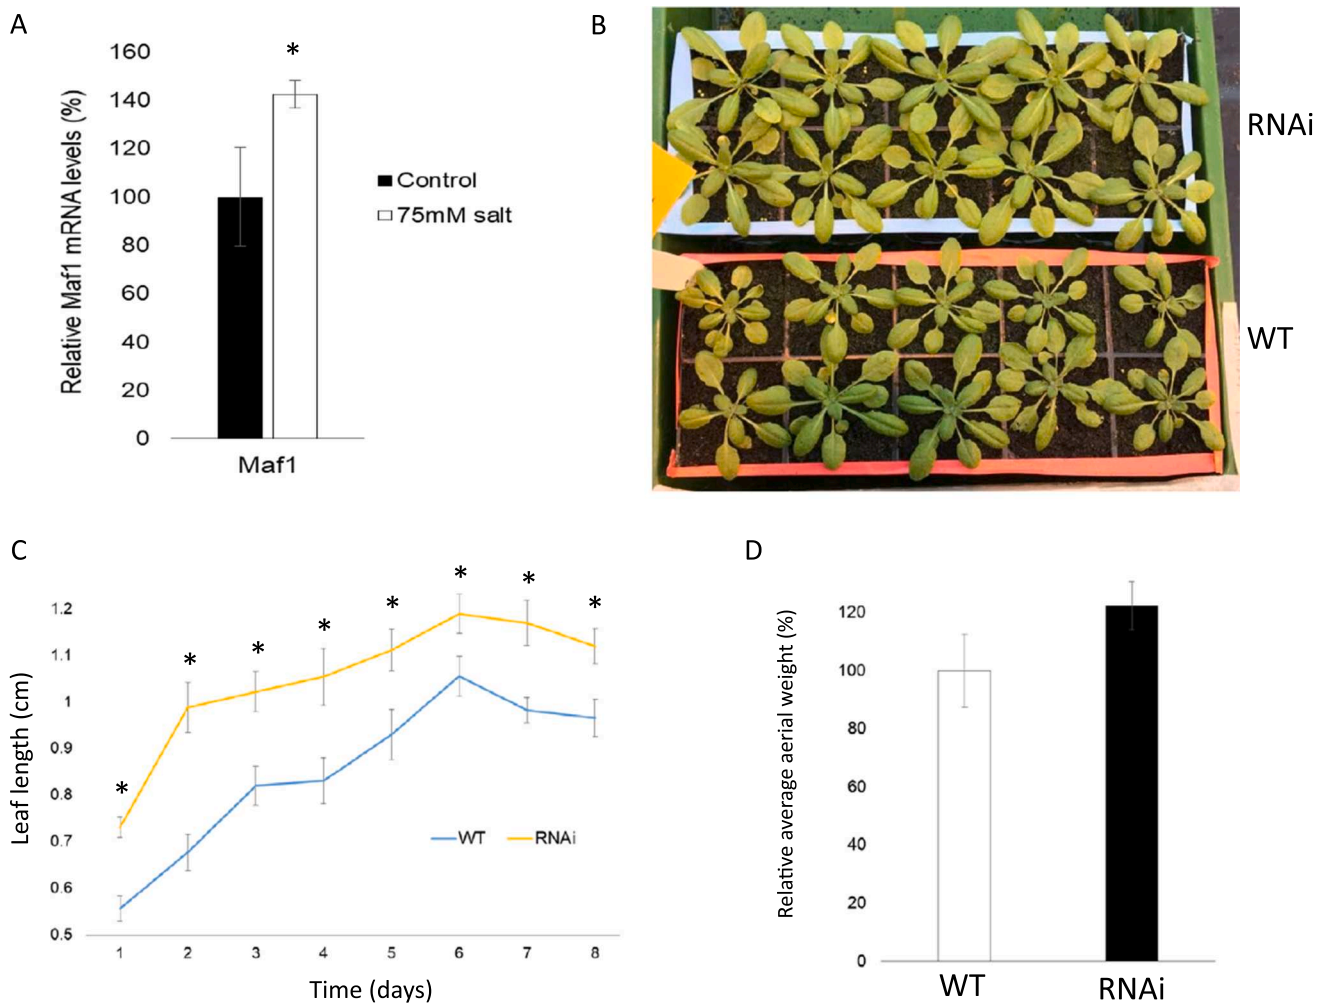 A
Relative Maf1 mRNA levels (%)
160
140
120
100
80
60
40
20
0
*
Maf1
Control
75mM salt
B
RNAi
WT
C
Leaf length (cm)
1.2
1.1
1
0.9
0.8
0.7
0.6
0.5
* * * * * * * *
WT RNAi
1 2 3 4 5 6 7 8
Time (days)
D
Relative average aerial weight (%)
120
100
80
60
40
20
0
WT RNAi